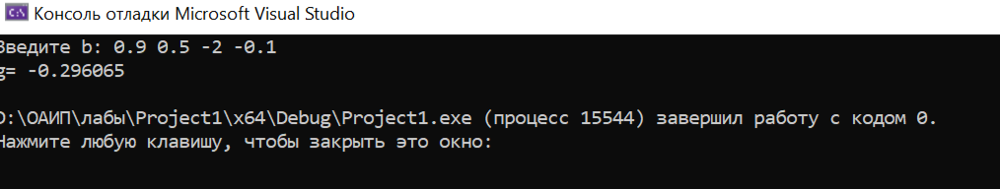 Консоль отладки Microsoft Visual Studio
Введите b: 0.9 0.5 -2 -0.1
g= -0.296065
D:\ОАИП\лабы\Project1\x64\Debug\Project1.exe (процесс 15544) завершил работу с кодом 0.
Нажмите любую клавишу, чтобы закрыть это окно: